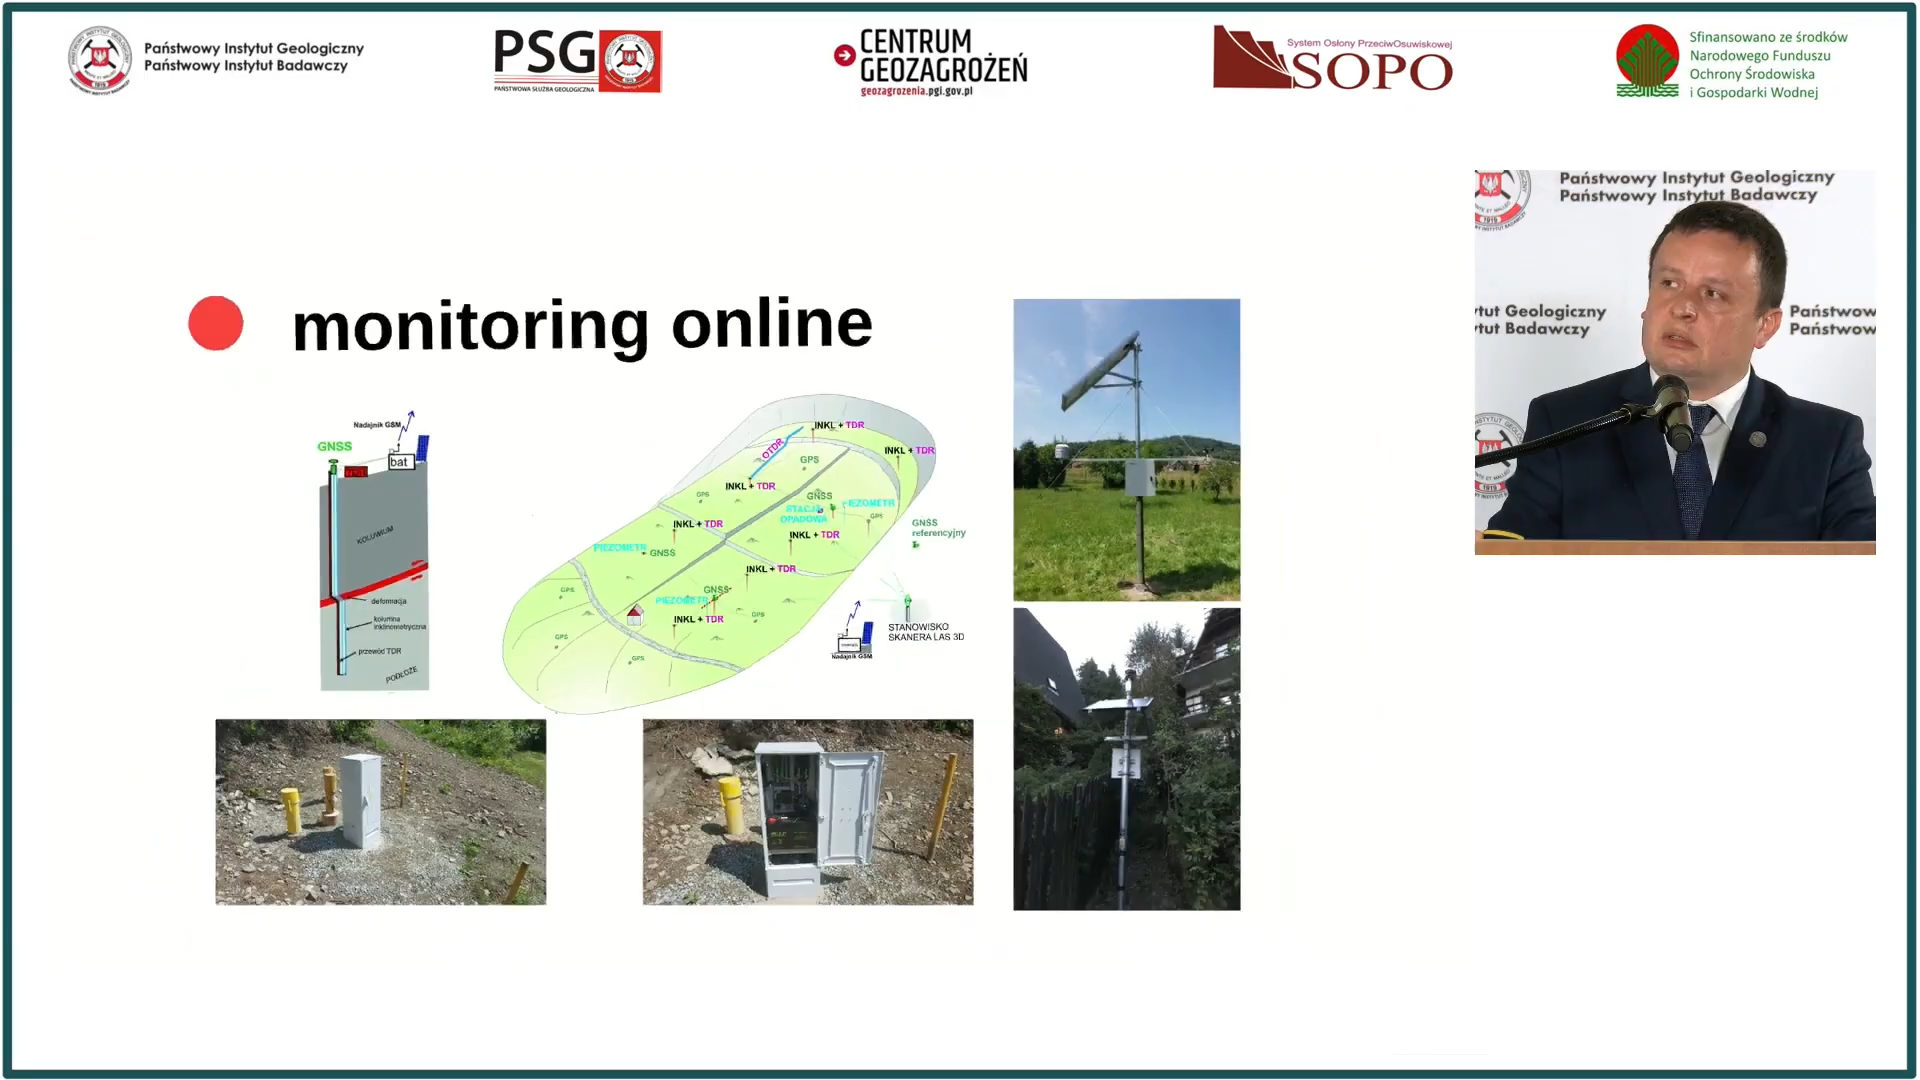 Państwowy Instytut Geologiczny
Państwowy Instytut Badawczy
PSG
PAŃSTWOWA SŁUŻBA GEOLOGICZNA
CENTRUM
GEOZAGROŻEŃ
geozagrozenia.pgi.gov.pl
System Osłony PrzeciwOsuwiskowej
SOPO
Sfinansowano ze środków
Narodowego Funduszu
Ochrony Środowiska
i Gospodarki Wodnej
Państwowy Instytut Geologiczny
Państwowy Instytut Badawczy
tut Geologiczny
tut Badawczy
Państwow
Państwow
1919
monitoring online
Nadajnik GSM
GNSS
bat
KOLUWIUM
deformacja
kolumna
inklinometryczna
przewód TDR
PODŁOŻE
INKL + TDR
OTDR
INKL + TDR
GPS
INKL + TDR
GPS
GNSS
PIEZOMETR
STACJA
OPADOWA
GPS
GNSS
referencyjny
INKL + TDR
INKL + TDR
PIEZOMETR
GNSS
INKL + TDR
GPS
GNSS
PIEZOMETR
GPS
INKL + TDR
STANOWISKO
SKANERA LAS 3D
GPS
GPS
Nadajnik GSM